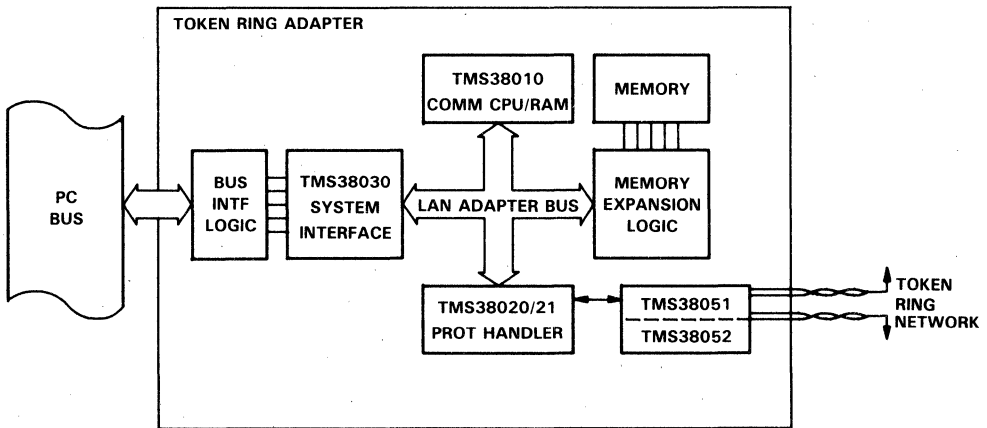 TOKEN RING ADAPTER
TMS38010
COMM CPU/RAM
MEMORY
PC
BUS
BUS
INTF
LOGIC
TMS38030
SYSTEM
INTERFACE
LAN ADAPTER BUS
MEMORY
EXPANSION
LOGIC
TMS38020/21
PROT HANDLER
TMS38051
TMS38052
TOKEN
RING
NETWORK